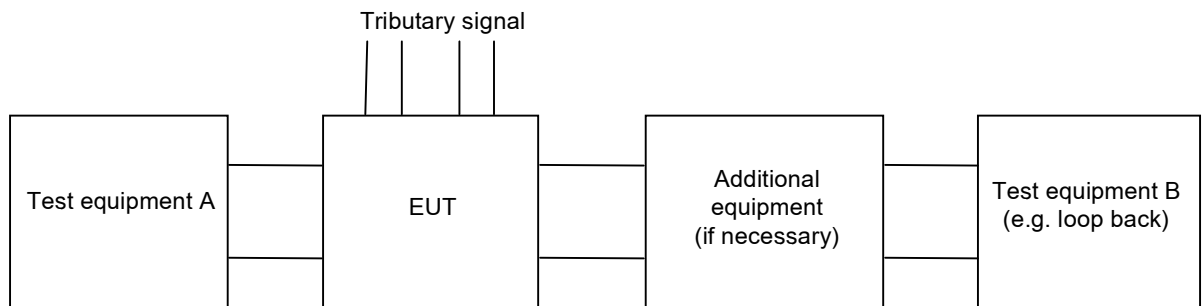 Tributary signal
Test equipment A
EUT
Additional
equipment
(if necessary)
Test equipment B
(e.g. loop back)